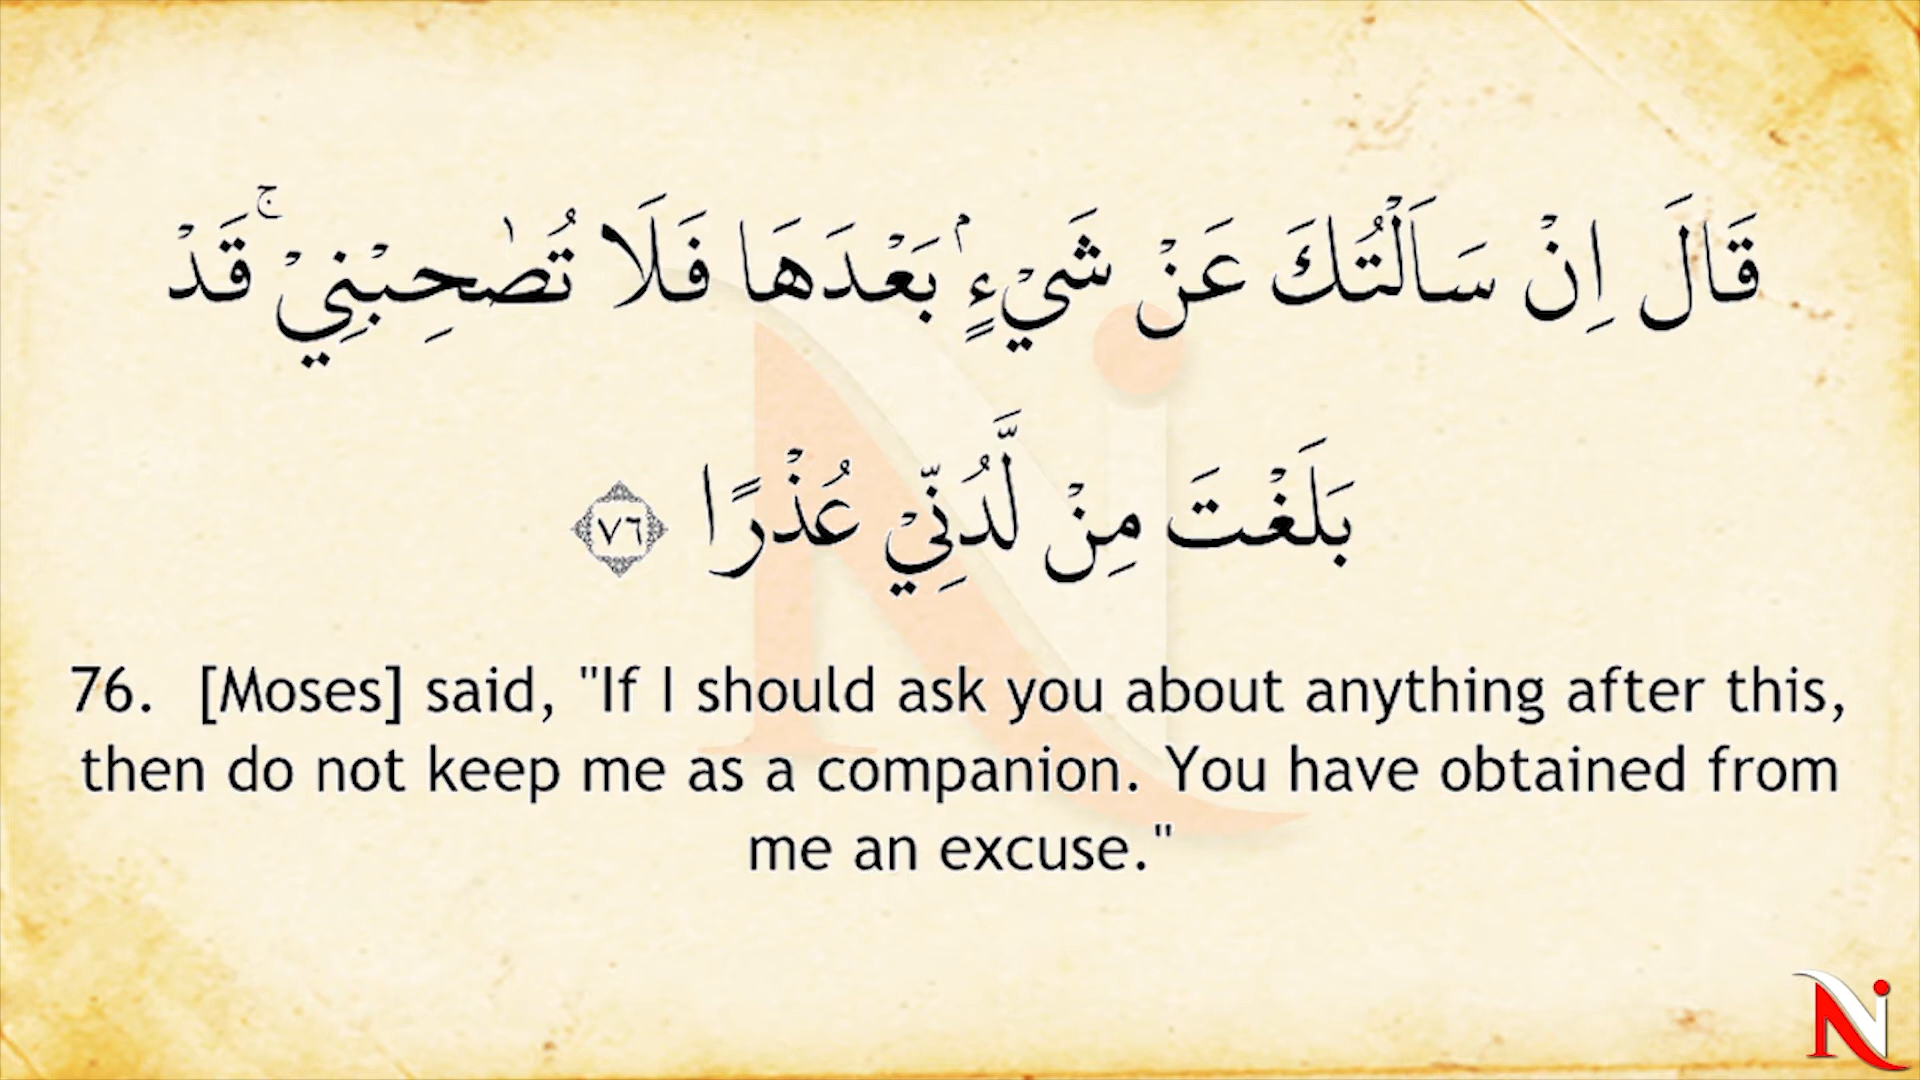 قَالَ اِنْ سَاَلْتُكَ عَنْ شَيْءٍۭ بَعْدَهَا فَلَا تُصٰحِبْنِيْ ۚ قَدْ
بَلَغْتَ مِنْ لَّدُنِّيْ عُذْرًا ۝٧٦
76. [Moses] said, "If I should ask you about anything after this,
then do not keep me as a companion. You have obtained from
me an excuse."
Ni